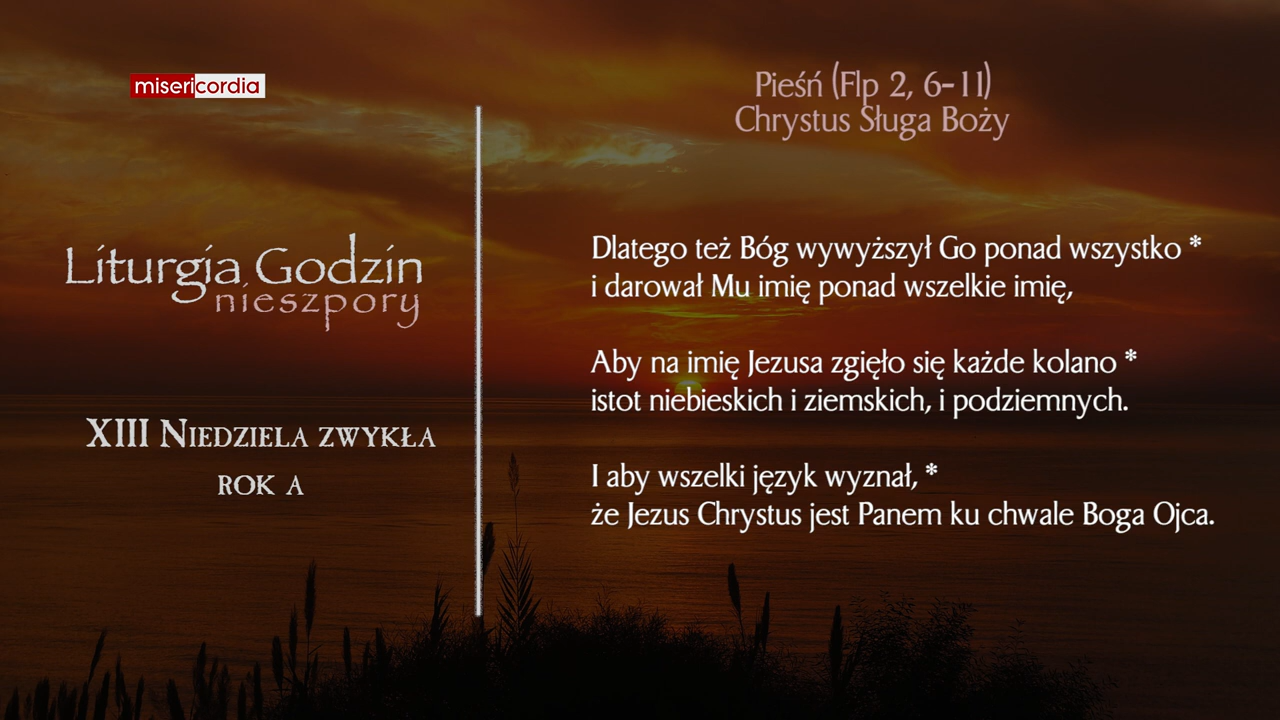 misericordia
Liturgia Godzin
nieszpory
XIII Niedziela zwykła
rok A
Pieśń (Flp 2, 6-11)
Chrystus Sługa Boży
Dlatego też Bóg wywyższył Go ponad wszystko *
i darował Mu imię ponad wszelkie imię,
Aby na imię Jezusa zgięło się każde kolano *
istot niebieskich i ziemskich, i podziemnych.
I aby wszelki język wyznał, *
że Jezus Chrystus jest Panem ku chwale Boga Ojca.